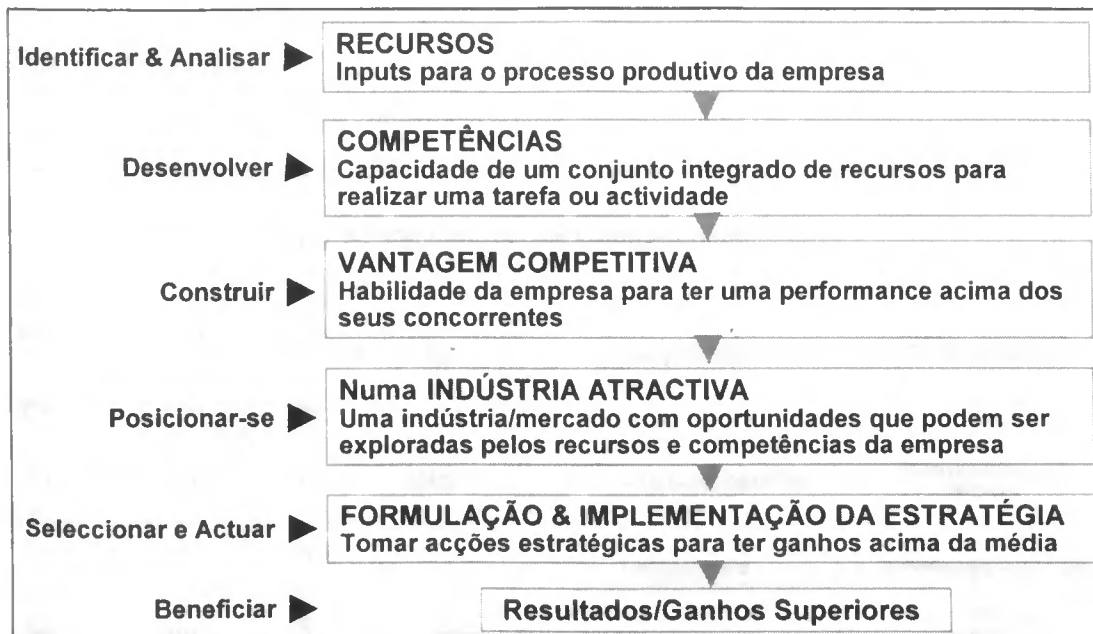 Identificar & Analisar
RECURSOS
Inputs para o processo produtivo da empresa
Desenvolver
COMPETÊNCIAS
Capacidade de um conjunto integrado de recursos para
realizar uma tarefa ou actividade
Construir
VANTAGEM COMPETITIVA
Habilidade da empresa para ter uma performance acima dos
seus concorrentes
Posicionar-se
Numa INDÚSTRIA ATRACTIVA
Uma indústria/mercado com oportunidades que podem ser
exploradas pelos recursos e competências da empresa
Seleccionar e Actuar
FORMULAÇÃO & IMPLEMENTAÇÃO DA ESTRATÉGIA
Tomar acções estratégicas para ter ganhos acima da média
Beneficiar
Resultados/Ganhos Superiores